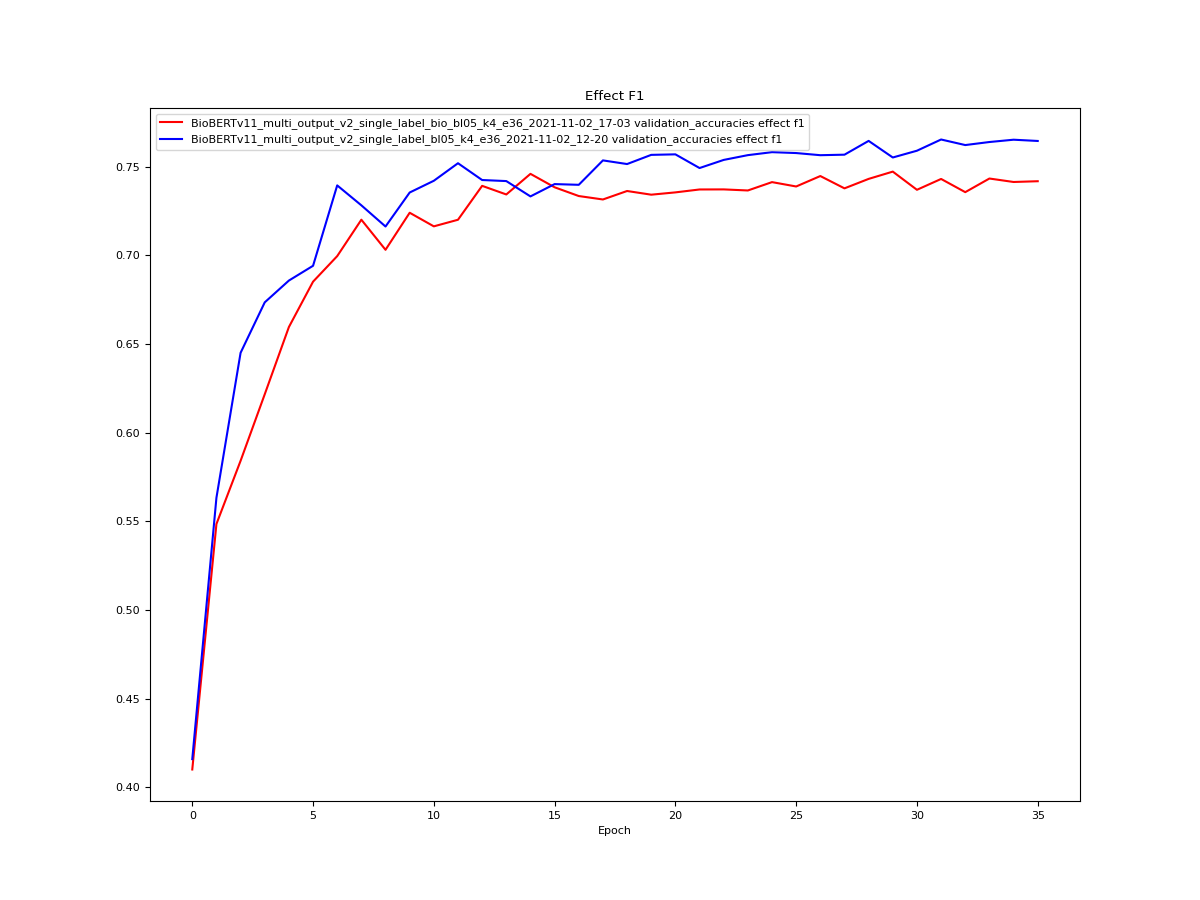 Effect F1
BioBERTv11_multi_output_v2_single_label_bio_bl05_k4_e36_2021-11-02_17-03 validation_accuracies effect f1
BioBERTv11_multi_output_v2_single_label_bl05_k4_e36_2021-11-02_12-20 validation_accuracies effect f1
0.75
0.70
0.65
0.60
0.55
0.50
0.45
0.40
0 5 10 15 20 25 30 35
Epoch